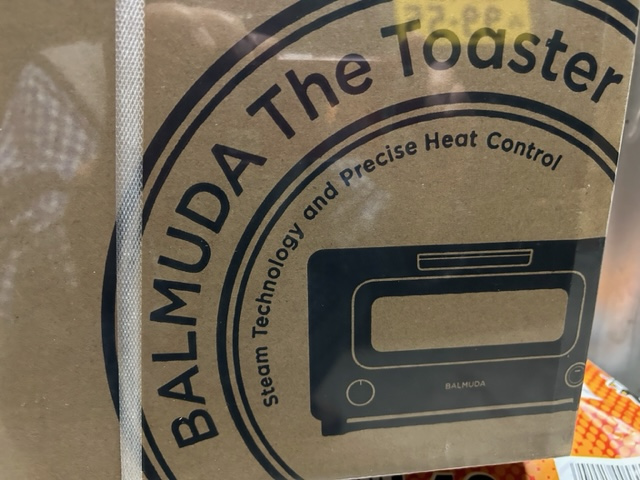 BALMUDA The Toaster
Steam Technology and Precise Heat Control
BALMUDA